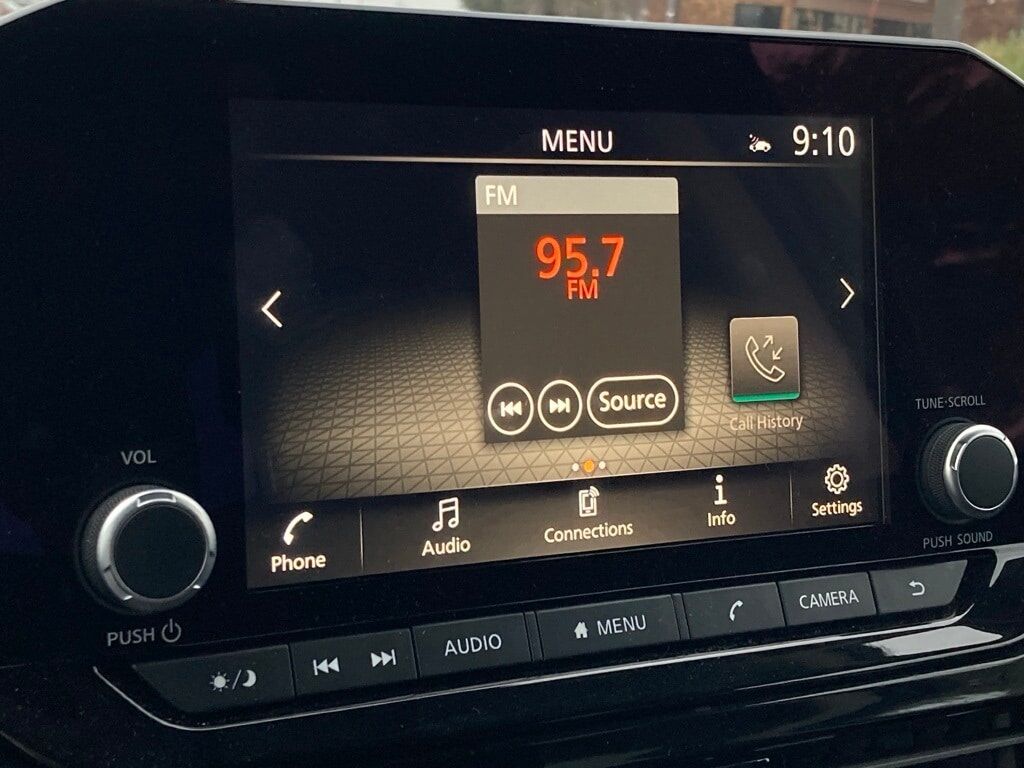 MENU
9:10
FM
95.7
FM
Source
Call History
Phone
Audio
Connections
Info
Settings
VOL
PUSH
TUNE·SCROLL
PUSH SOUND
AUDIO
MENU
CAMERA